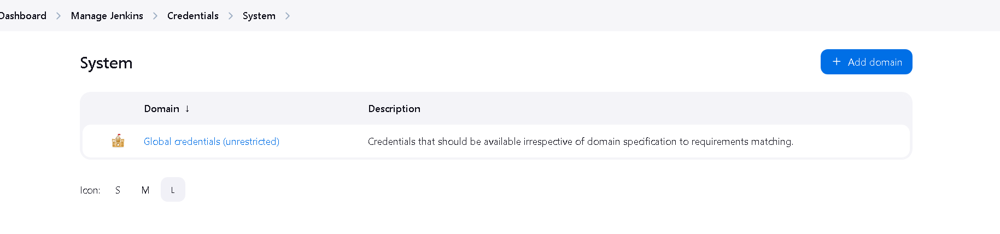 Dashboard > Manage Jenkins > Credentials > System >
System
+ Add domain
Domain ↓ Description
Global credentials (unrestricted) Credentials that should be available irrespective of domain specification to requirements matching.
Icon: S M L